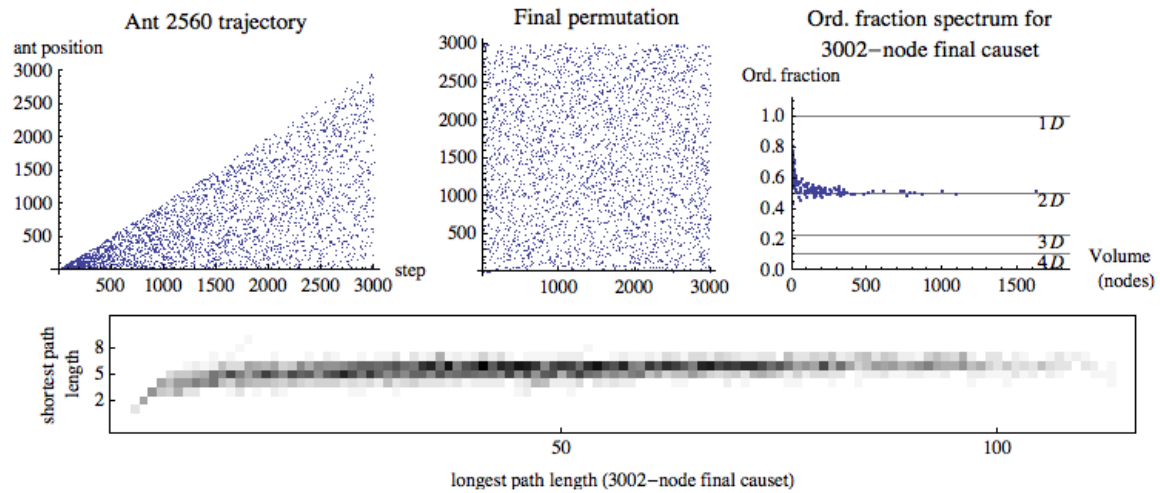 Ant 2560 trajectory
ant position
3000
2500
2000
1500
1000
500
500 1000 1500 2000 2500 3000
step
Final permutation
3000
2500
2000
1500
1000
500
1000 2000 3000
Ord. fraction spectrum for
3002−node final causet
Ord. fraction
1.0
0.8
0.6
0.4
0.2
0.0
1D
2D
3D
4D
0 500 1000 1500
Volume
(nodes)
shortest path
length
8
5
2
50 100
longest path length (3002−node final causet)